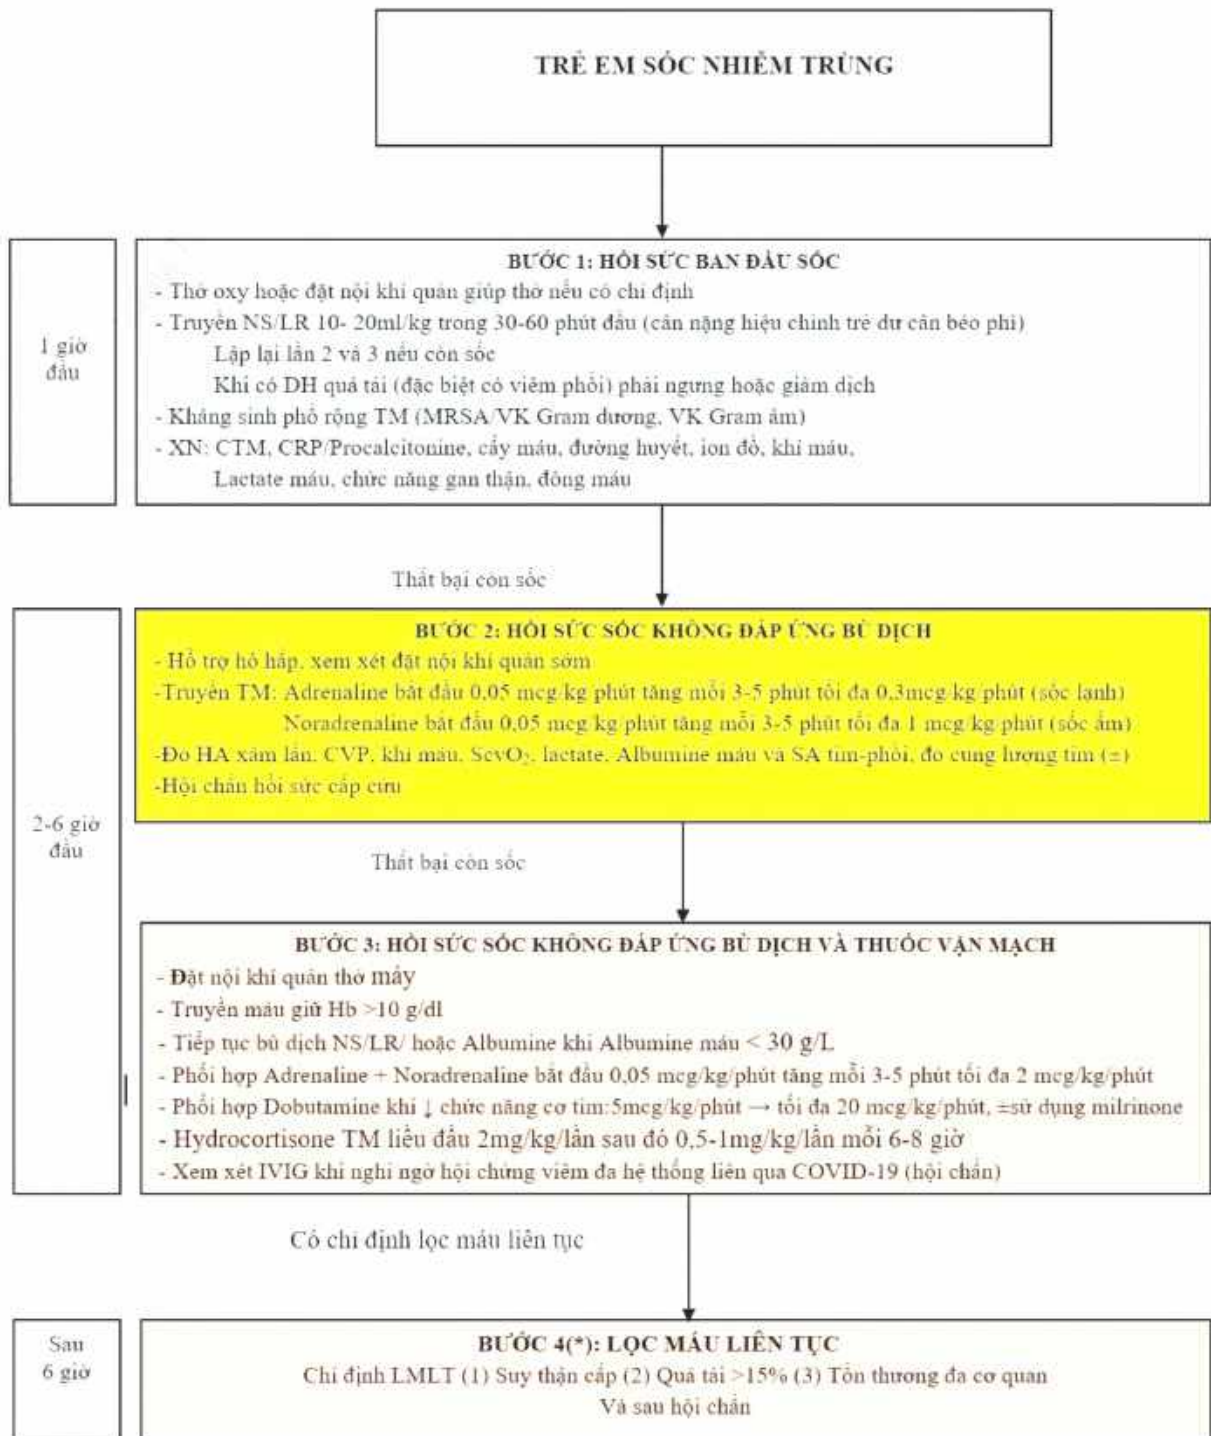 TRẺ EM SỐC NHIỄM TRÙNG
1 giờ
đầu
BƯỚC 1: HỒI SỨC BAN ĐẦU SỐC
- Thở oxy hoặc đặt nội khí quản giúp thở nếu có chỉ định
- Truyền NS/LR 10- 20ml/kg trong 30-60 phút đầu (cân nặng hiệu chỉnh trẻ dư cân béo phì)
Lập lại lần 2 và 3 nếu còn sốc
Khi có DH quá tải (đặc biệt có viêm phổi) phải ngưng hoặc giảm dịch
- Kháng sinh phổ rộng TM (MRSA/VK Gram dương, VK Gram âm)
- XN: CTM, CRP/Procalcitonine, cấy máu, đường huyết, ion đồ, khí máu,
Lactate máu, chức năng gan thận, đông máu
Thất bại còn sốc
2-6 giờ
đầu
BƯỚC 2: HỒI SỨC SỐC KHÔNG ĐÁP ỨNG BÙ DỊCH
- Hỗ trợ hô hấp, xem xét đặt nội khí quản sớm
-Truyền TM: Adrenaline bắt đầu 0,05 mcg/kg/phút tăng mỗi 3-5 phút tối đa 0,3mcg/kg/phút (sốc lạnh)
Noradrenaline bắt đầu 0,05 mcg/kg/phút tăng mỗi 3-5 phút tối đa 1 mcg/kg/phút (sốc ấm)
-Đo HA xâm lấn, CVP, khí máu, ScvO₂, lactate, Albumine máu và SA tim-phổi, đo cung lượng tim (±)
-Hội chẩn hồi sức cấp cứu
Thất bại còn sốc
BƯỚC 3: HỒI SỨC SỐC KHÔNG ĐÁP ỨNG BÙ DỊCH VÀ THUỐC VẬN MẠCH
- Đặt nội khí quản thở máy
- Truyền máu giữ Hb >10 g/dl
- Tiếp tục bù dịch NS/LR/ hoặc Albumine khi Albumine máu < 30 g/L
- Phối hợp Adrenaline + Noradrenaline bắt đầu 0,05 mcg/kg/phút tăng mỗi 3-5 phút tối đa 2 mcg/kg/phút
- Phối hợp Dobutamine khi ↓ chức năng cơ tim:5mcg/kg/phút → tối đa 20 mcg/kg/phút, ±sử dụng milrinone
- Hydrocortisone TM liều đầu 2mg/kg/lần sau đó 0,5-1mg/kg/lần mỗi 6-8 giờ
- Xem xét IVIG khi nghi ngờ hội chứng viêm đa hệ thống liên qua COVID-19 (hội chẩn)
Có chỉ định lọc máu liên tục
Sau
6 giờ
BƯỚC 4(*): LỌC MÁU LIÊN TỤC
Chỉ định LMLT (1) Suy thận cấp (2) Quá tải >15% (3) Tổn thương đa cơ quan
Và sau hội chẩn